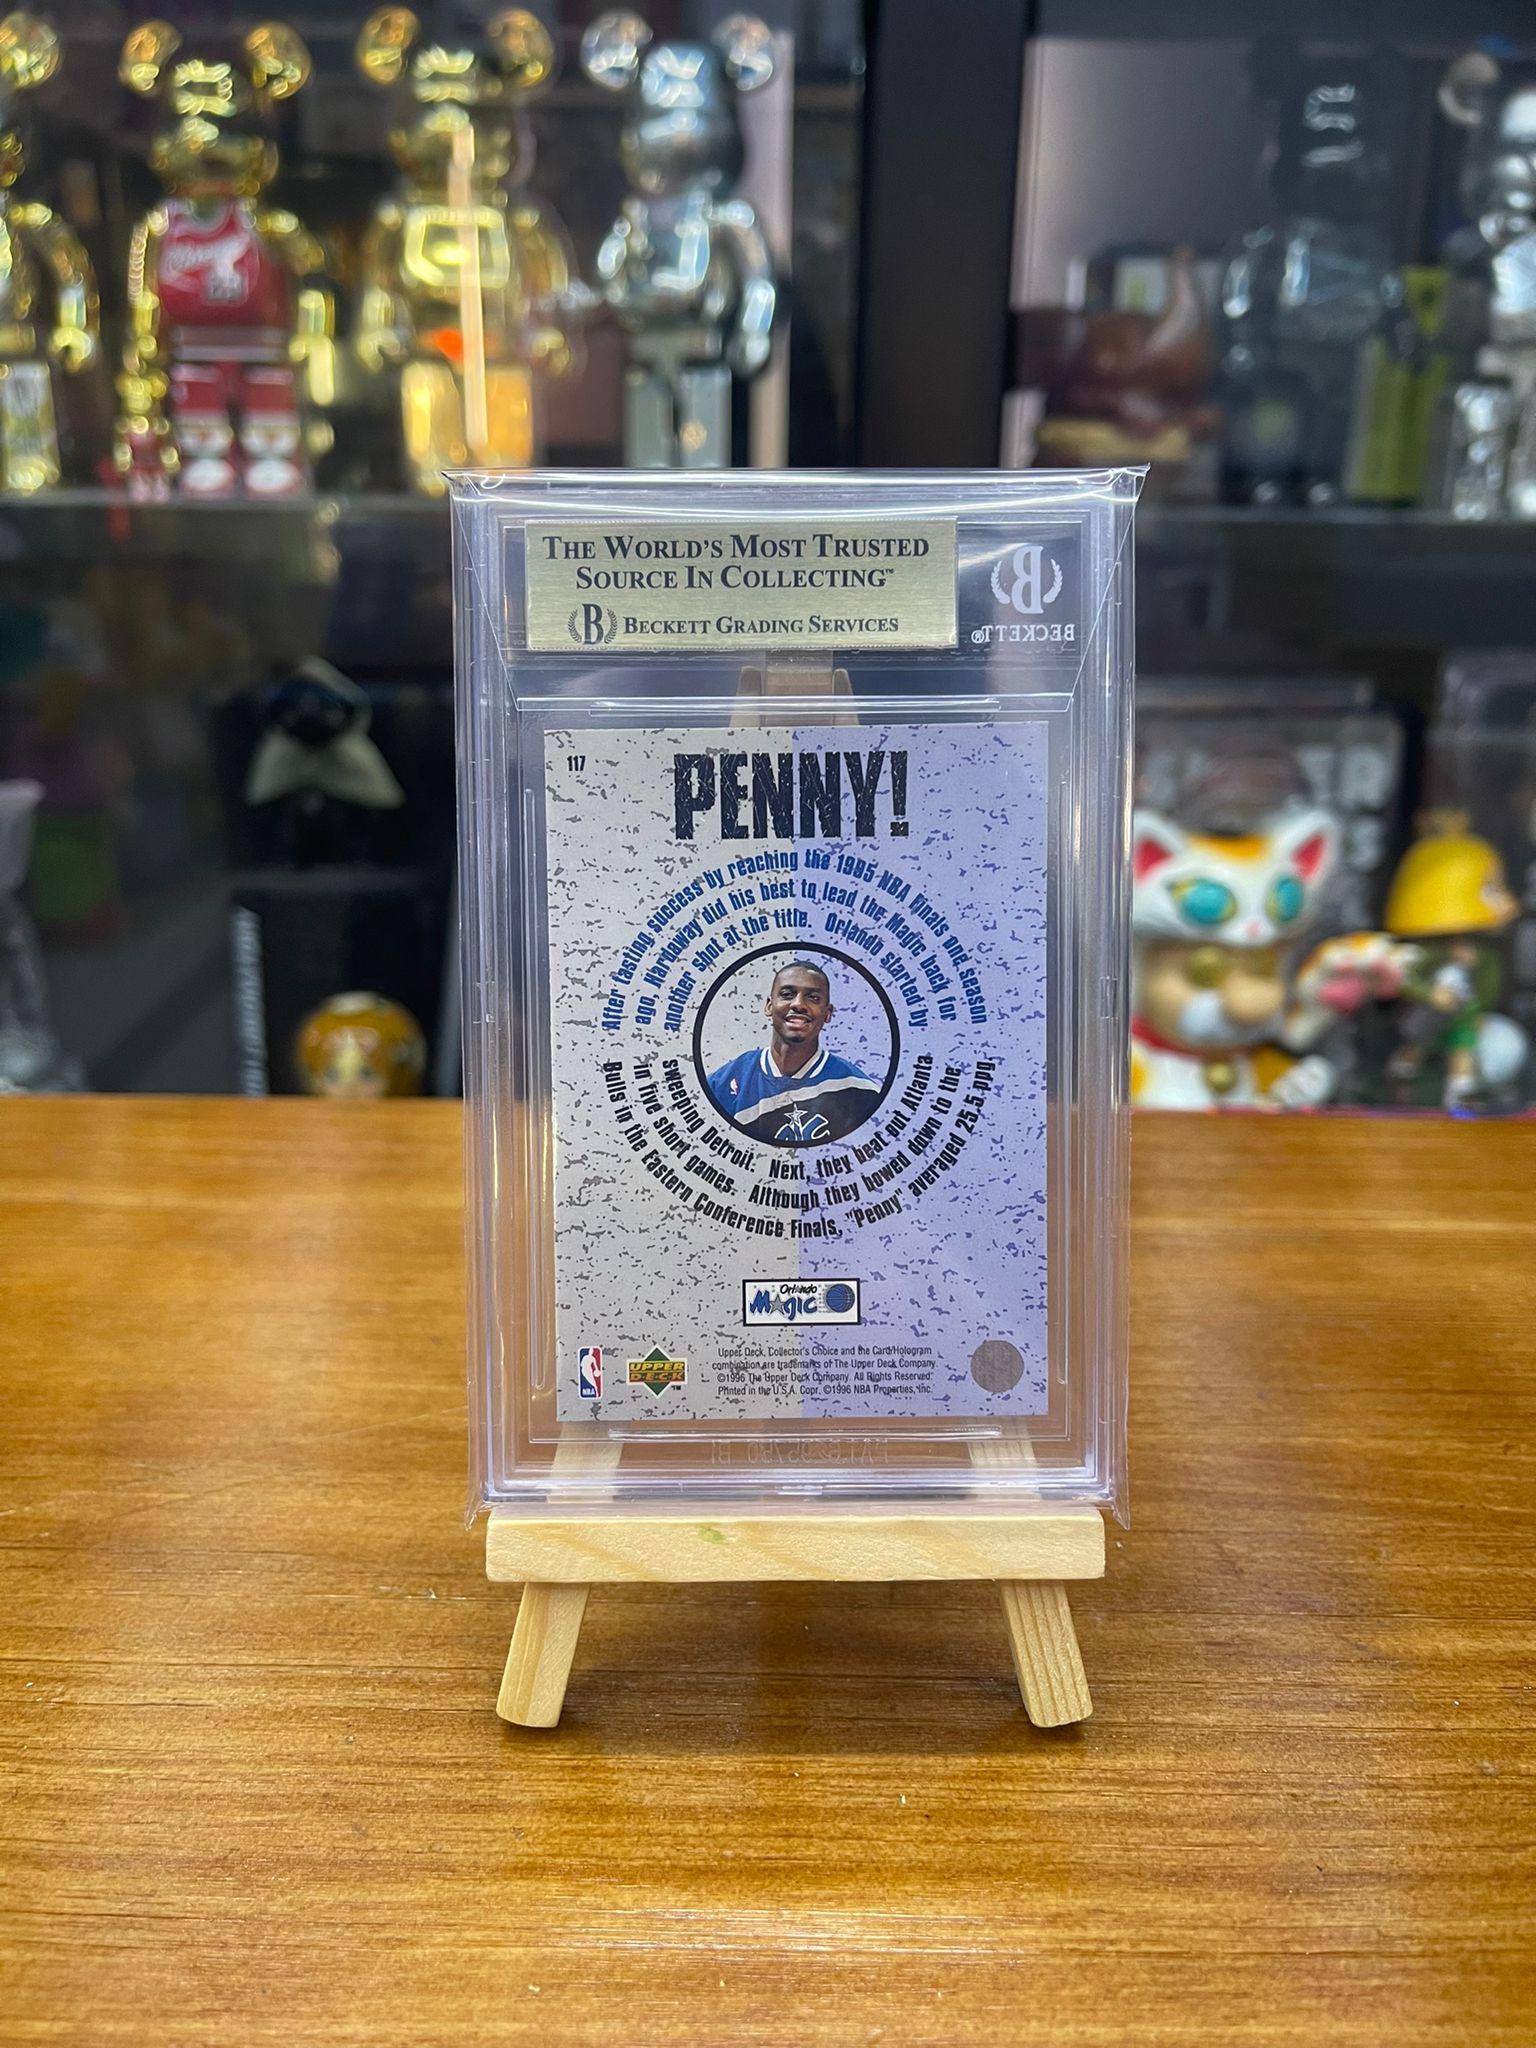 THE WORLD'S MOST TRUSTED
SOURCE IN COLLECTING™
B BECKETT GRADING SERVICES
B
BECKETT®
117
PENNY!
After tasting success by reaching the 1995 NBA Finals one season
ago, Hardaway did his best to lead the Magic back for
another shot at the title. Orlando started by
sweeping Detroit. Next, they beat out Atlanta
in five short games. Although they bowed down to the
Bulls in the Eastern Conference Finals, "Penny" averaged 25.5 ppg.
Orlando
Magic
NBA
UPPER
DECK™
Upper Deck, Collector's Choice and the Card/Hologram
combination are trademarks of The Upper Deck Company.
©1996 The Upper Deck Company. All Rights Reserved.
Printed in the U.S.A. Copr. ©1996 NBA Properties, Inc.